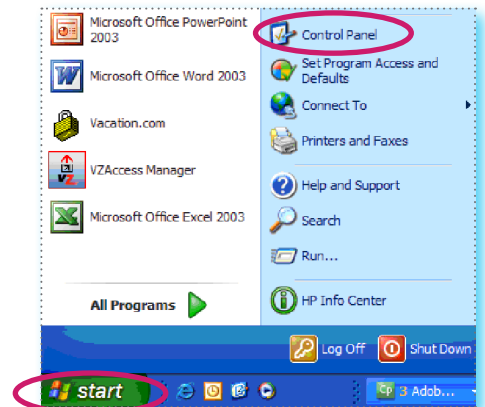 Microsoft Office PowerPoint
2003
Microsoft Office Word 2003
Vacation.com
VZAccess Manager
Microsoft Office Excel 2003
All Programs
Control Panel
Set Program Access and
Defaults
Connect To
Printers and Faxes
Help and Support
Search
Run...
HP Info Center
Log Off
Shut Down
start
3 Adob...